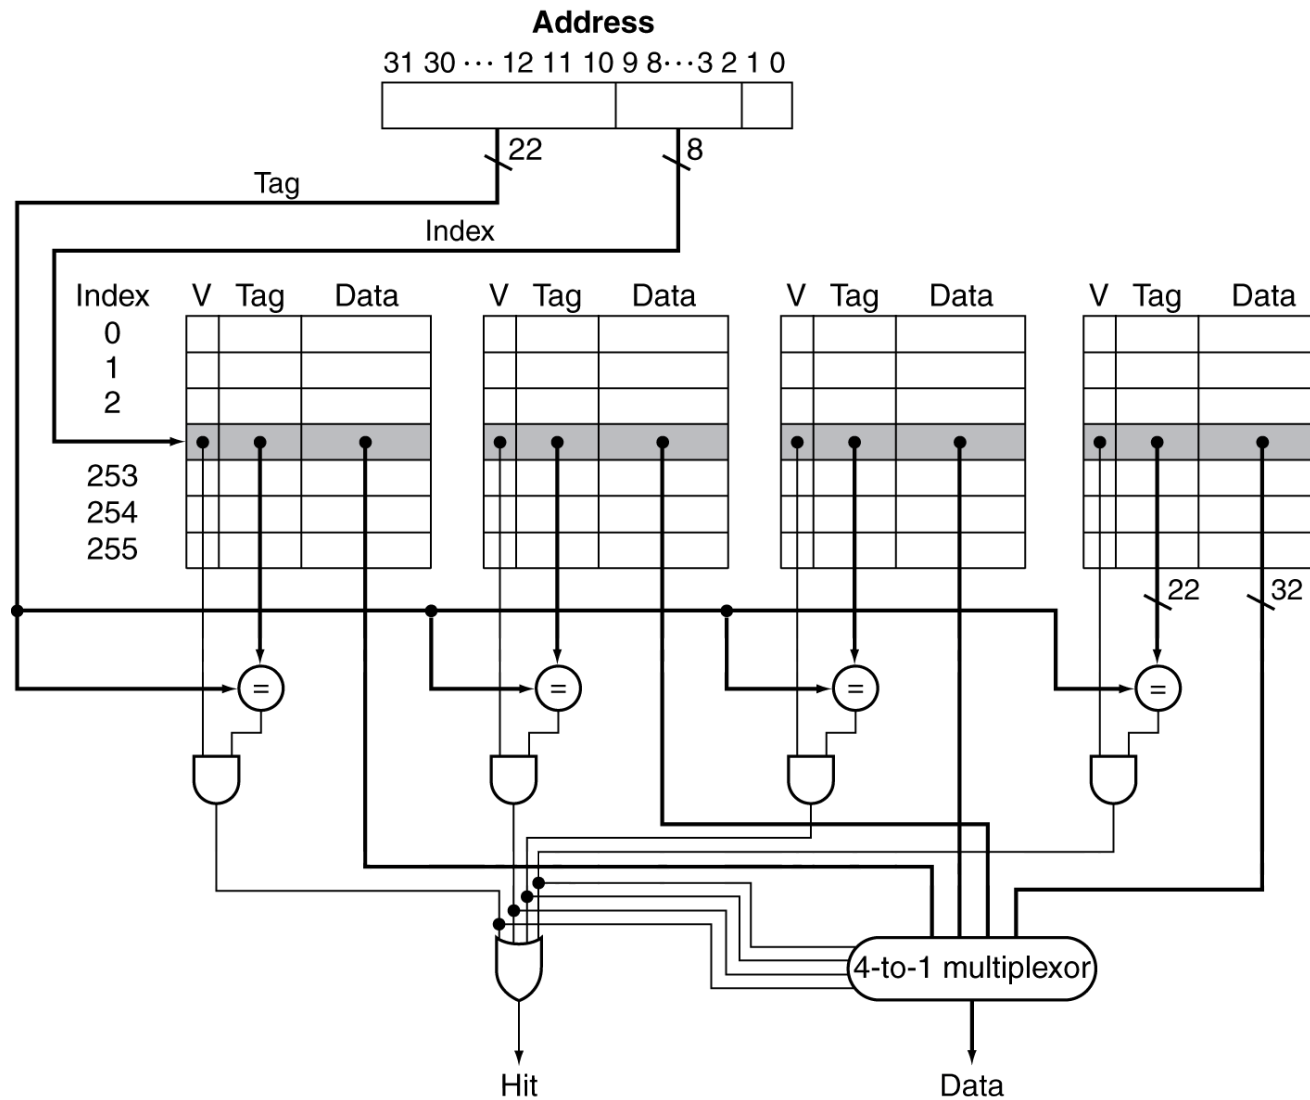 Address
31 30 ··· 12 11 10 9 8···3 2 1 0
22 8
Tag
Index
Index V Tag Data V Tag Data V Tag Data V Tag Data
0
1
2
253
254
255
22 32
= = = =
4-to-1 multiplexor
Hit Data